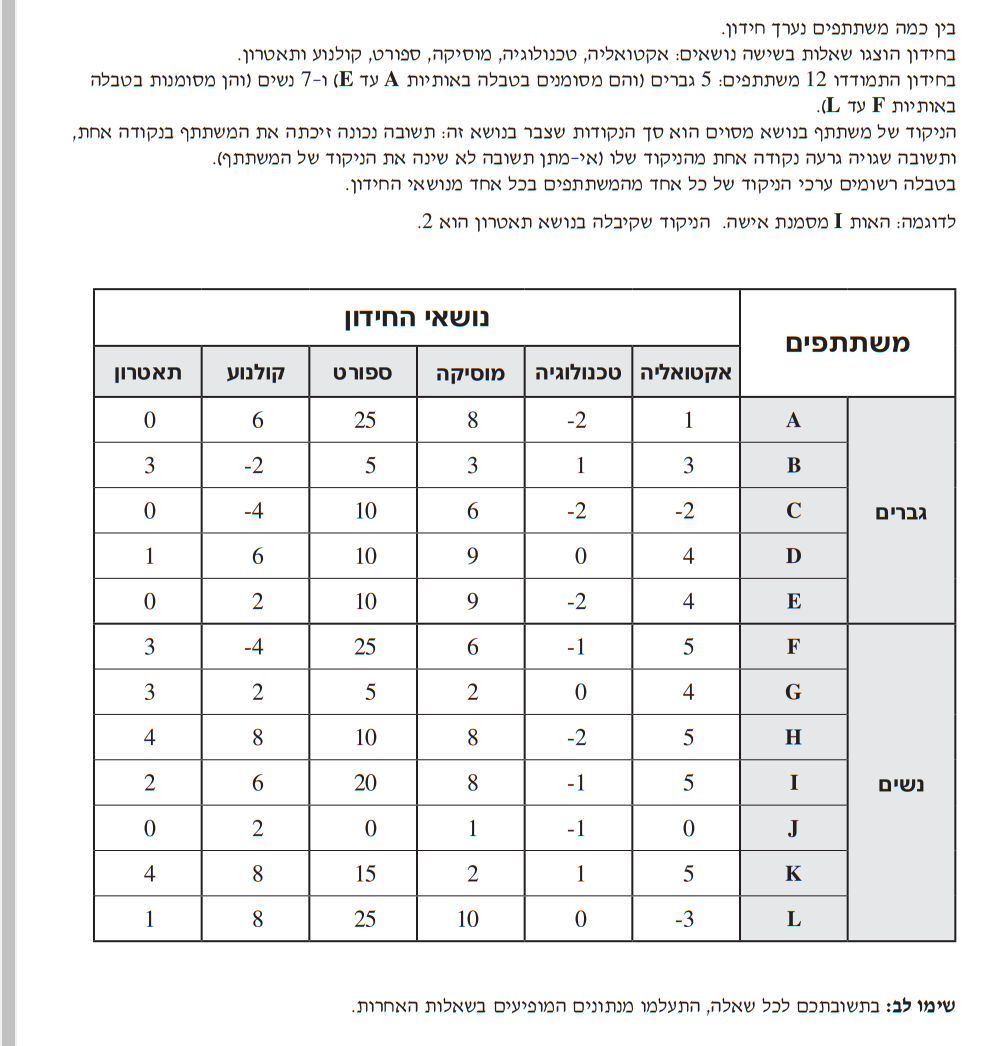 בין כמה משתתפים נערך חידון.
בחידון הוצגו שאלות בשישה נושאים: אקטואליה, טכנולוגיה, מוסיקה, ספורט, קולנוע ותאטרון.
בחידון התמודדו 12 משתתפים: 5 גברים (והם מסומנים בטבלה באותיות A עד E) ו-7 נשים (והן מסומנות בטבלה
באותיות F עד L).
הניקוד של משתתף בנושא מסוים הוא סך הנקודות שצבר בנושא זה: תשובה נכונה זיכתה את המשתתף בנקודה אחת,
ותשובה שגויה גרעה נקודה אחת מהניקוד שלו (אי-מתן תשובה לא שינה את הניקוד של המשתתף).
בטבלה רשומים ערכי הניקוד של כל אחד מהמשתתפים בכל אחד מנושאי החידון.
לדוגמה: האות I מסמנת אישה. הניקוד שקיבלה בנושא תאטרון הוא 2.
משתתפים נושאי החידון
אקטואליה טכנולוגיה מוסיקה ספורט קולנוע תאטרון
גברים
A 1 -2 8 25 6 0
B 3 1 3 5 -2 3
C -2 -2 6 10 -4 0
D 4 0 9 10 6 1
E 4 -2 9 10 2 0
נשים
F 5 -1 6 25 -4 3
G 4 0 2 5 2 3
H 5 -2 8 10 8 4
I 5 -1 8 20 6 2
J 0 -1 1 0 2 0
K 5 1 2 15 8 4
L -3 0 10 25 8 1
שימו לב: בתשובתכם לכל שאלה, התעלמו מנתונים המופיעים בשאלות האחרות.